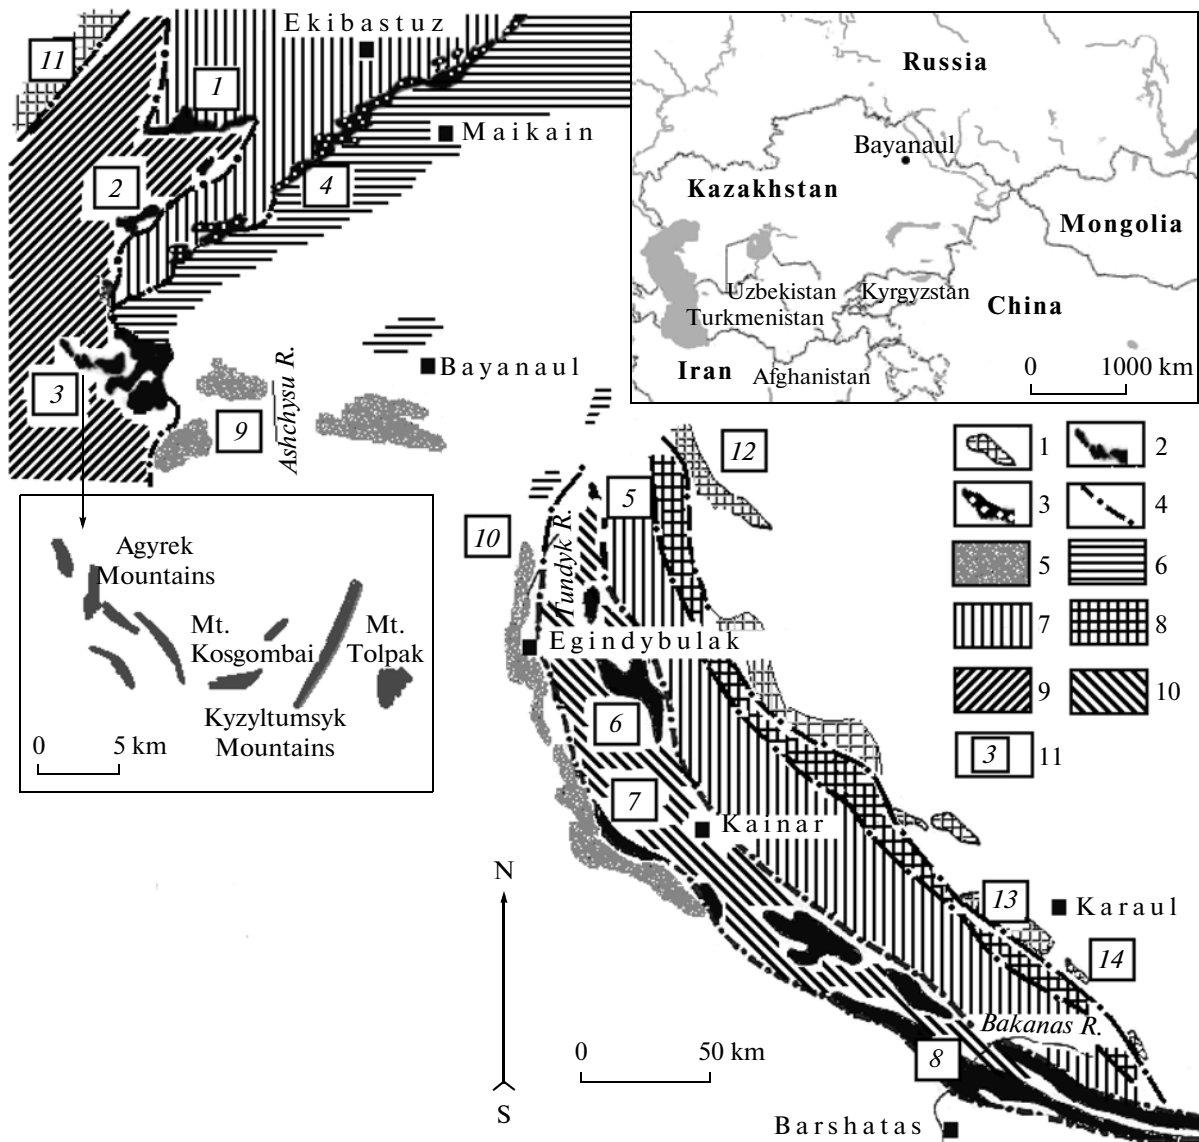 Ekibastuz
11
1
Maikain
2
4
3
9
Ashchysu R.
Bayanaul
Russia
Bayanaul
Kazakhstan
Mongolia
Uzbekistan
Kyrgyzstan
China
Turkmenistan
Iran
Afghanistan
0 1000 km
Agyrek
Mountains
Mt.
Kosgombai
Mt.
Tolpak
Kyzyltumsyk
Mountains
0 5 km
12
5
10
Tundyk R.
Egindybulak
6
7
Kainar
13
Karaul
14
Bakanas R.
8
Barshatas
N
S
0 50 km
1 2
3 4
5 6
7 8
9 10
3 11